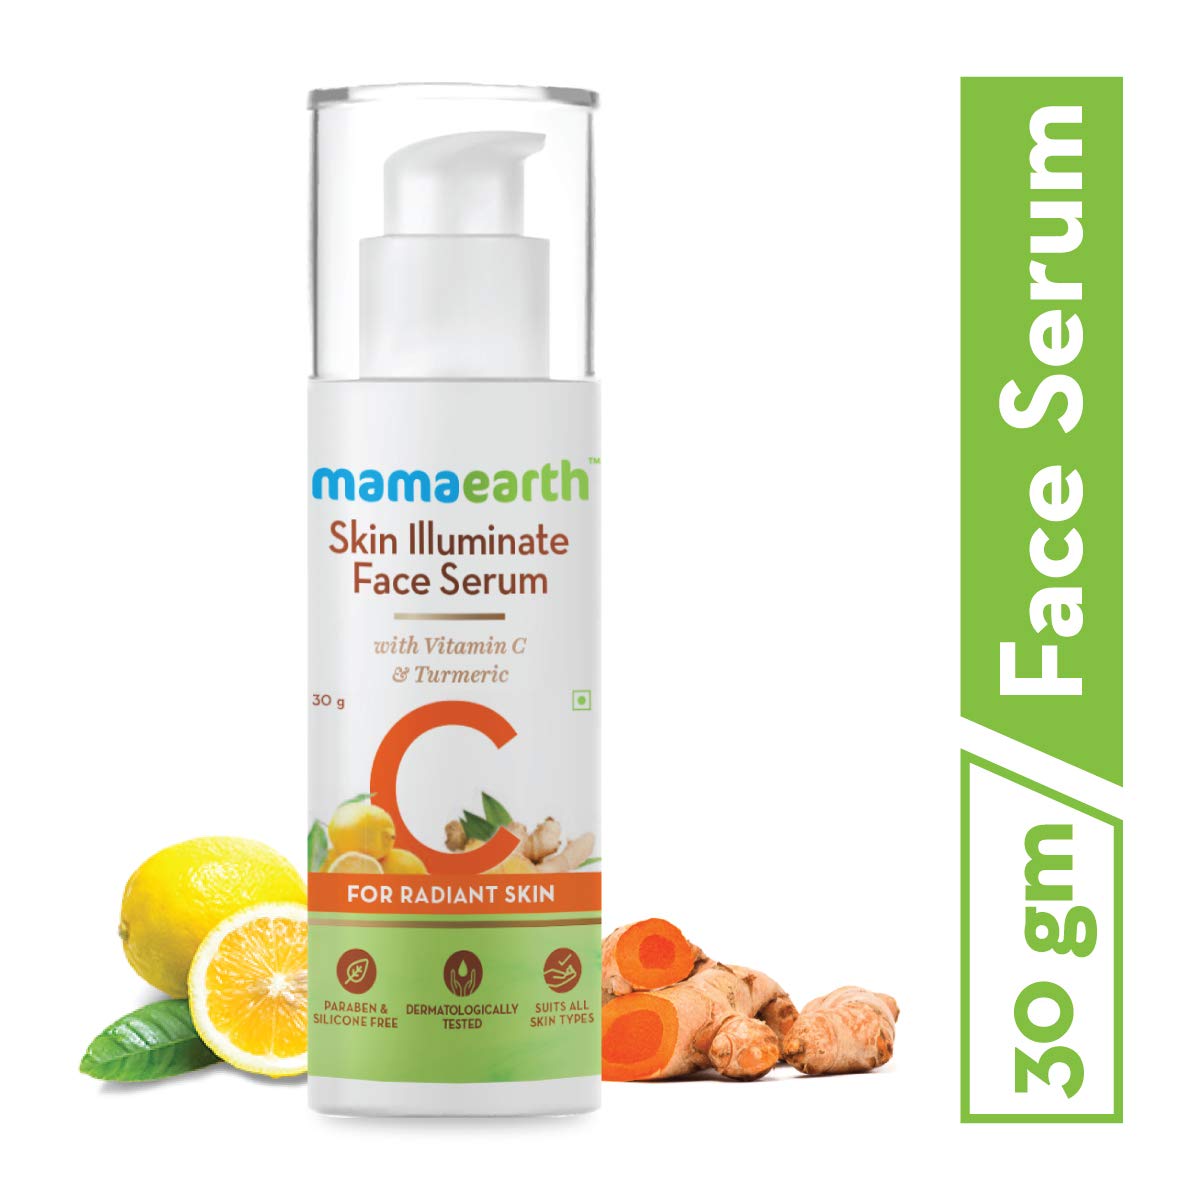 mamaearth™
Skin Illuminate
Face Serum
with Vitamin C
& Turmeric
30 g
C
FOR RADIANT SKIN
PARABEN &
SILICONE FREE
DERMATOLOGICALLY
TESTED
SUITS ALL
SKIN TYPES
30 gm
Face Serum